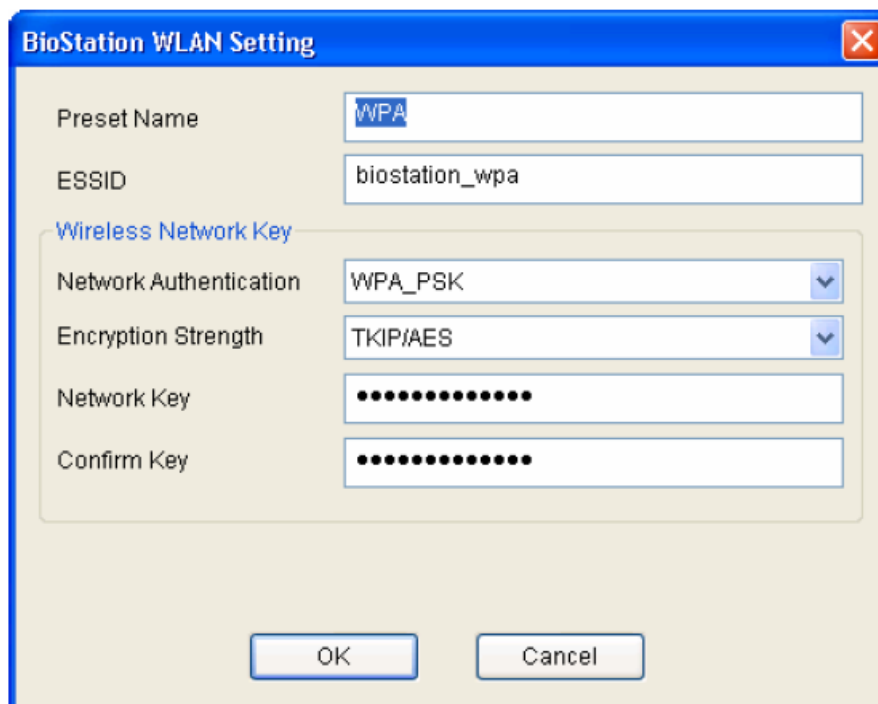 BioStation WLAN Setting
Preset Name WPA
ESSID biostation_wpa
Wireless Network Key
Network Authentication WPA_PSK
Encryption Strength TKIP/AES
Network Key •••••••••••••
Confirm Key •••••••••••••
OK Cancel